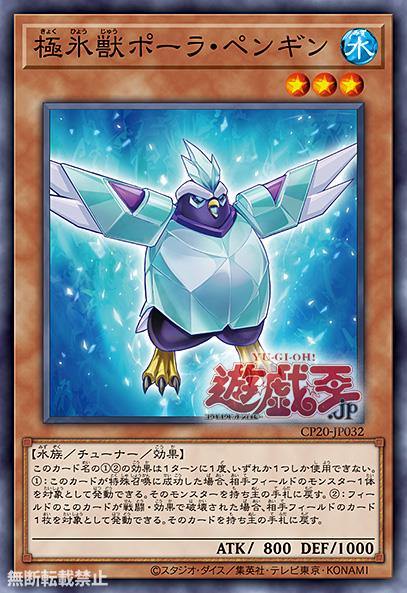 極氷獣ポーラ・ペンギン
水
YU-GI-OH!
遊戯王.jp
CP20-JP032
【水族／チューナー／効果】
このカード名の①②の効果は1ターンに1度、いずれか1つしか使用できない。
①：このカードが特殊召喚に成功した場合、相手フィールドのモンスター1体
を対象として発動できる。そのモンスターを持ち主の手札に戻す。②：フィ
ールドのこのカードが戦闘・効果で破壊された場合、相手フィールドのカード
1枚を対象として発動できる。そのカードを持ち主の手札に戻す。
ATK/ 800 DEF/1000
無断転載禁止
©スタジオ・ダイス／集英社・テレビ東京・KONAMI